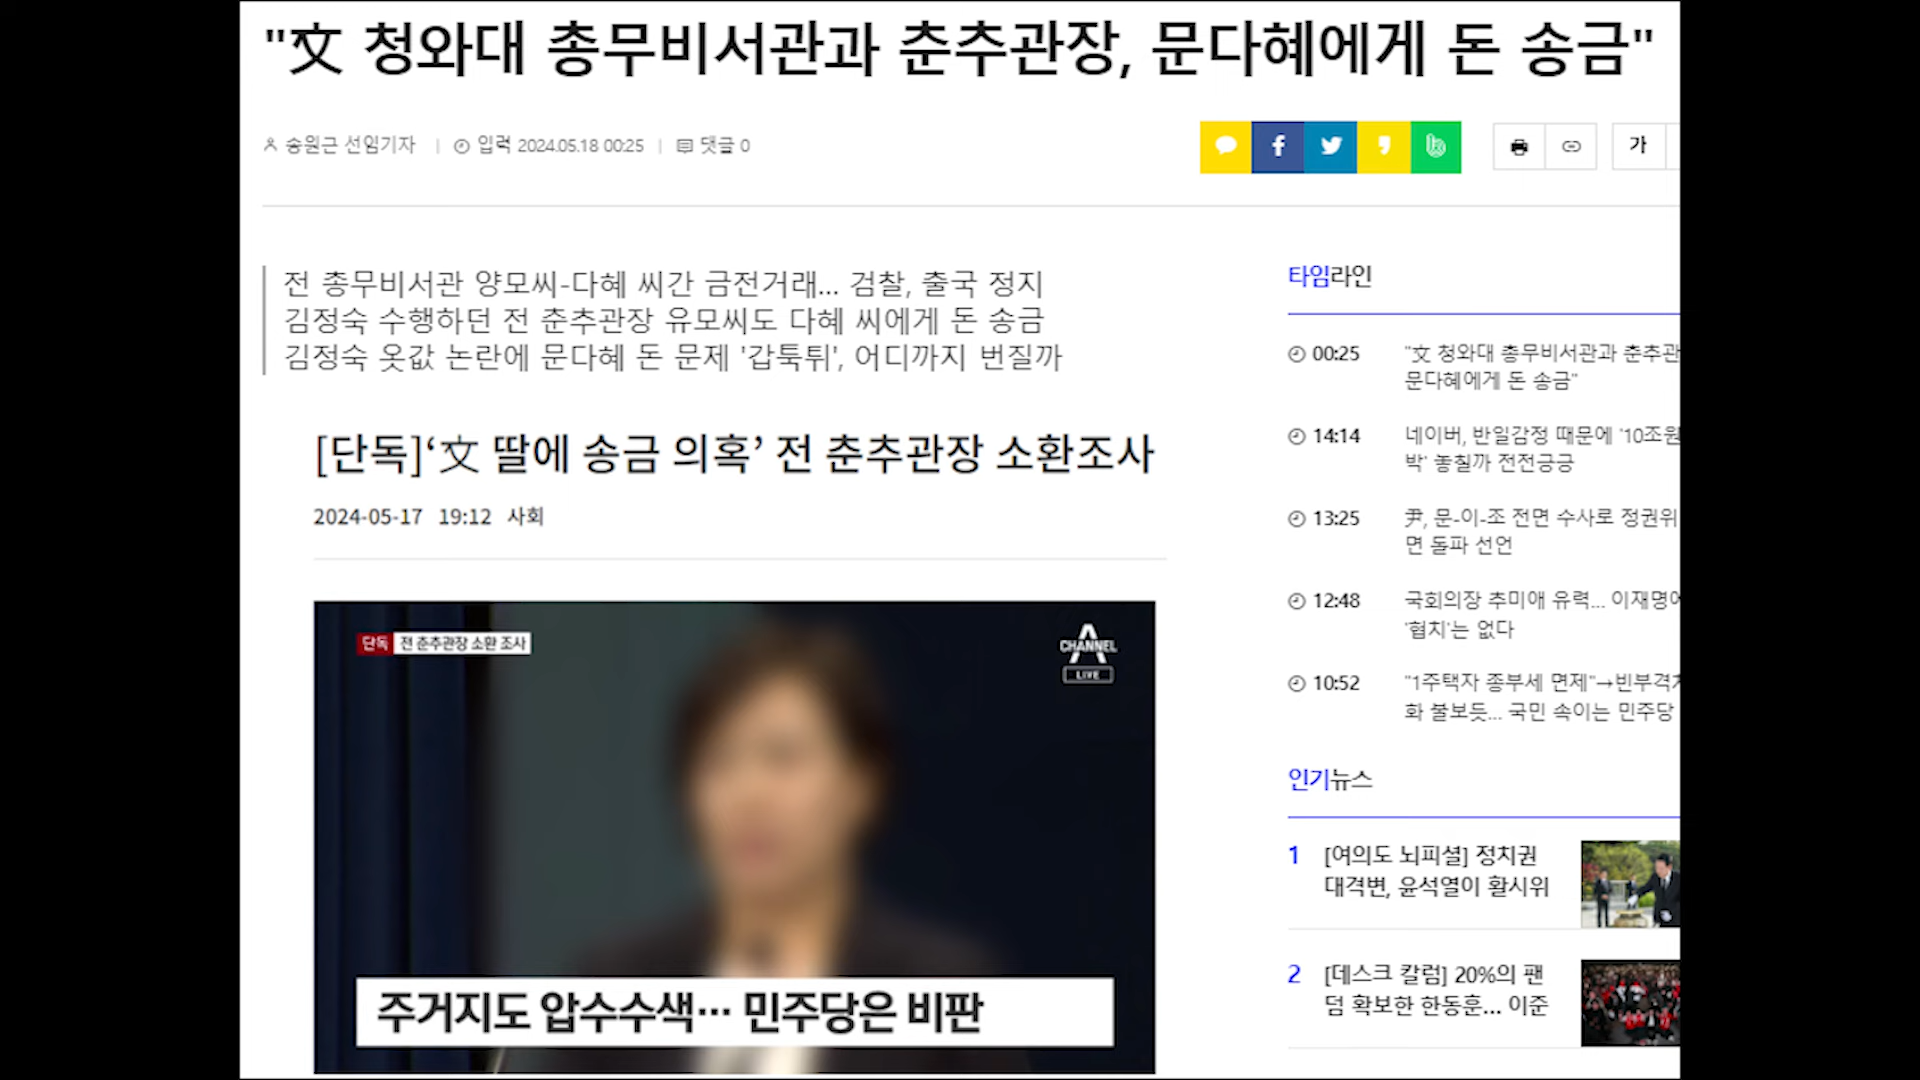 "文 청와대 총무비서관과 춘추관장, 문다혜에게 돈 송금"
송원근 선임기자 | 입력 2024.05.18 00:25 | 댓글 0
가
전 총무비서관 양모씨-다혜 씨간 금전거래... 검찰, 출국 정지
김정숙 수행하던 전 춘추관장 유모씨도 다혜 씨에게 돈 송금
김정숙 옷값 논란에 문다혜 돈 문제 '갑툭튀', 어디까지 번질까
[단독]‘文 딸에 송금 의혹’ 전 춘추관장 소환조사
2024-05-17 19:12 사회
단독 전 춘추관장 소환 조사
CHANNEL A
LIVE
주거지도 압수수색… 민주당은 비판
타임라인
00:25 "文 청와대 총무비서관과 춘추관
문다혜에게 돈 송금"
14:14 네이버, 반일감정 때문에 '10조원
박' 놓칠까 전전긍긍
13:25 尹, 문-이-조 전면 수사로 정권위
면 돌파 선언
12:48 국회의장 추미애 유력... 이재명에
'협치'는 없다
10:52 "1주택자 종부세 면제"→빈부격차
화 불보듯... 국민 속이는 민주당
인기뉴스
1 [여의도 뇌피셜] 정치권
대격변, 윤석열이 활시위
2 [데스크 칼럼] 20%의 팬
덤 확보한 한동훈... 이준